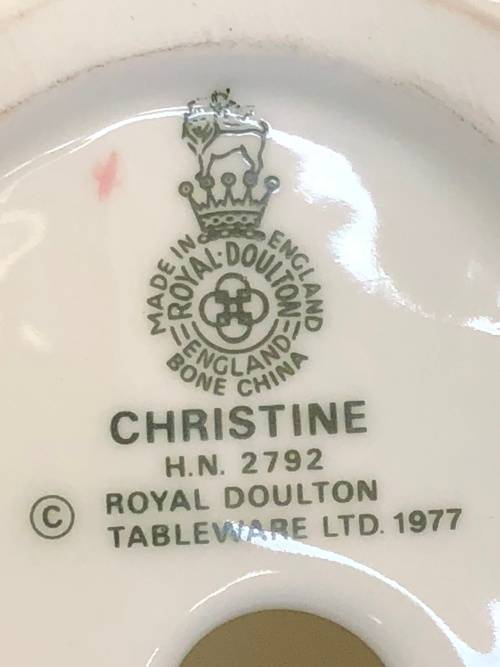 MADE IN ENGLAND
ROYAL·DOULTON
ENGLAND
BONE CHINA
CHRISTINE
H.N. 2792
© ROYAL DOULTON
TABLEWARE LTD. 1977